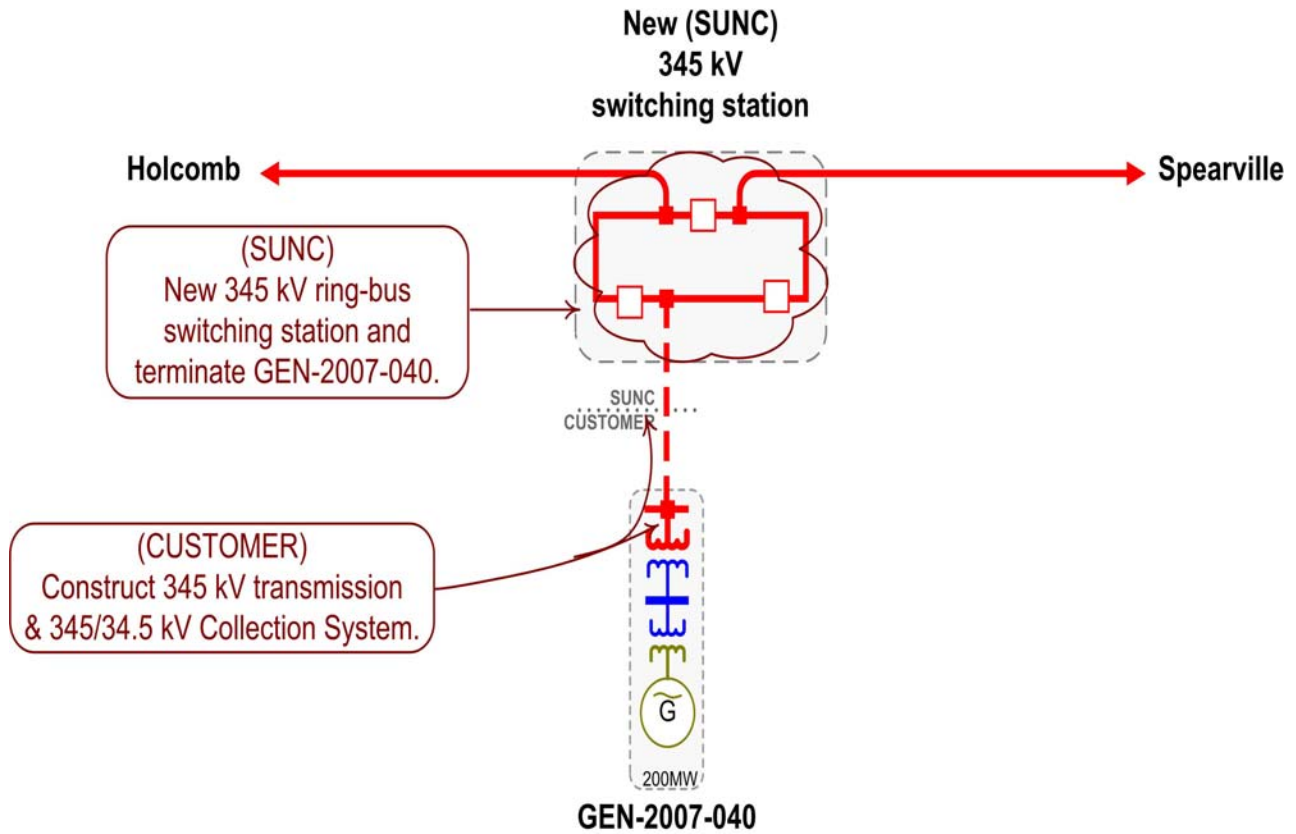 New (SUNC)
345 kV
switching station
Holcomb
Spearville
(SUNC)
New 345 kV ring-bus
switching station and
terminate GEN-2007-040.
SUNC
CUSTOMER
(CUSTOMER)
Construct 345 kV transmission
& 345/34.5 kV Collection System.
G
200MW
GEN-2007-040